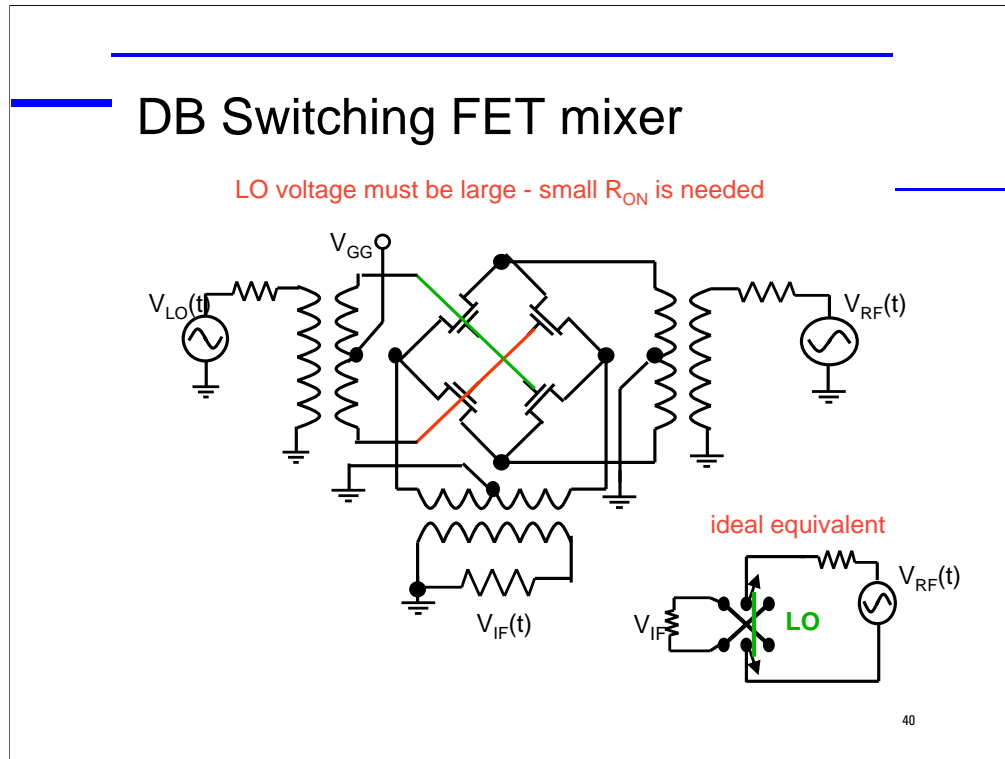 DB Switching FET mixer
LO voltage must be large - small R_ON is needed
V_GG
V_LO(t)
V_RF(t)
ideal equivalent
V_RF(t)
V_IF
LO
V_IF(t)
40